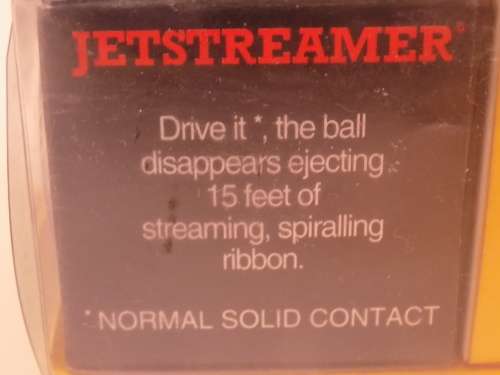 JETSTREAMER®
Drive it *, the ball
disappears ejecting
15 feet of
streaming, spiralling
ribbon.
* NORMAL SOLID CONTACT